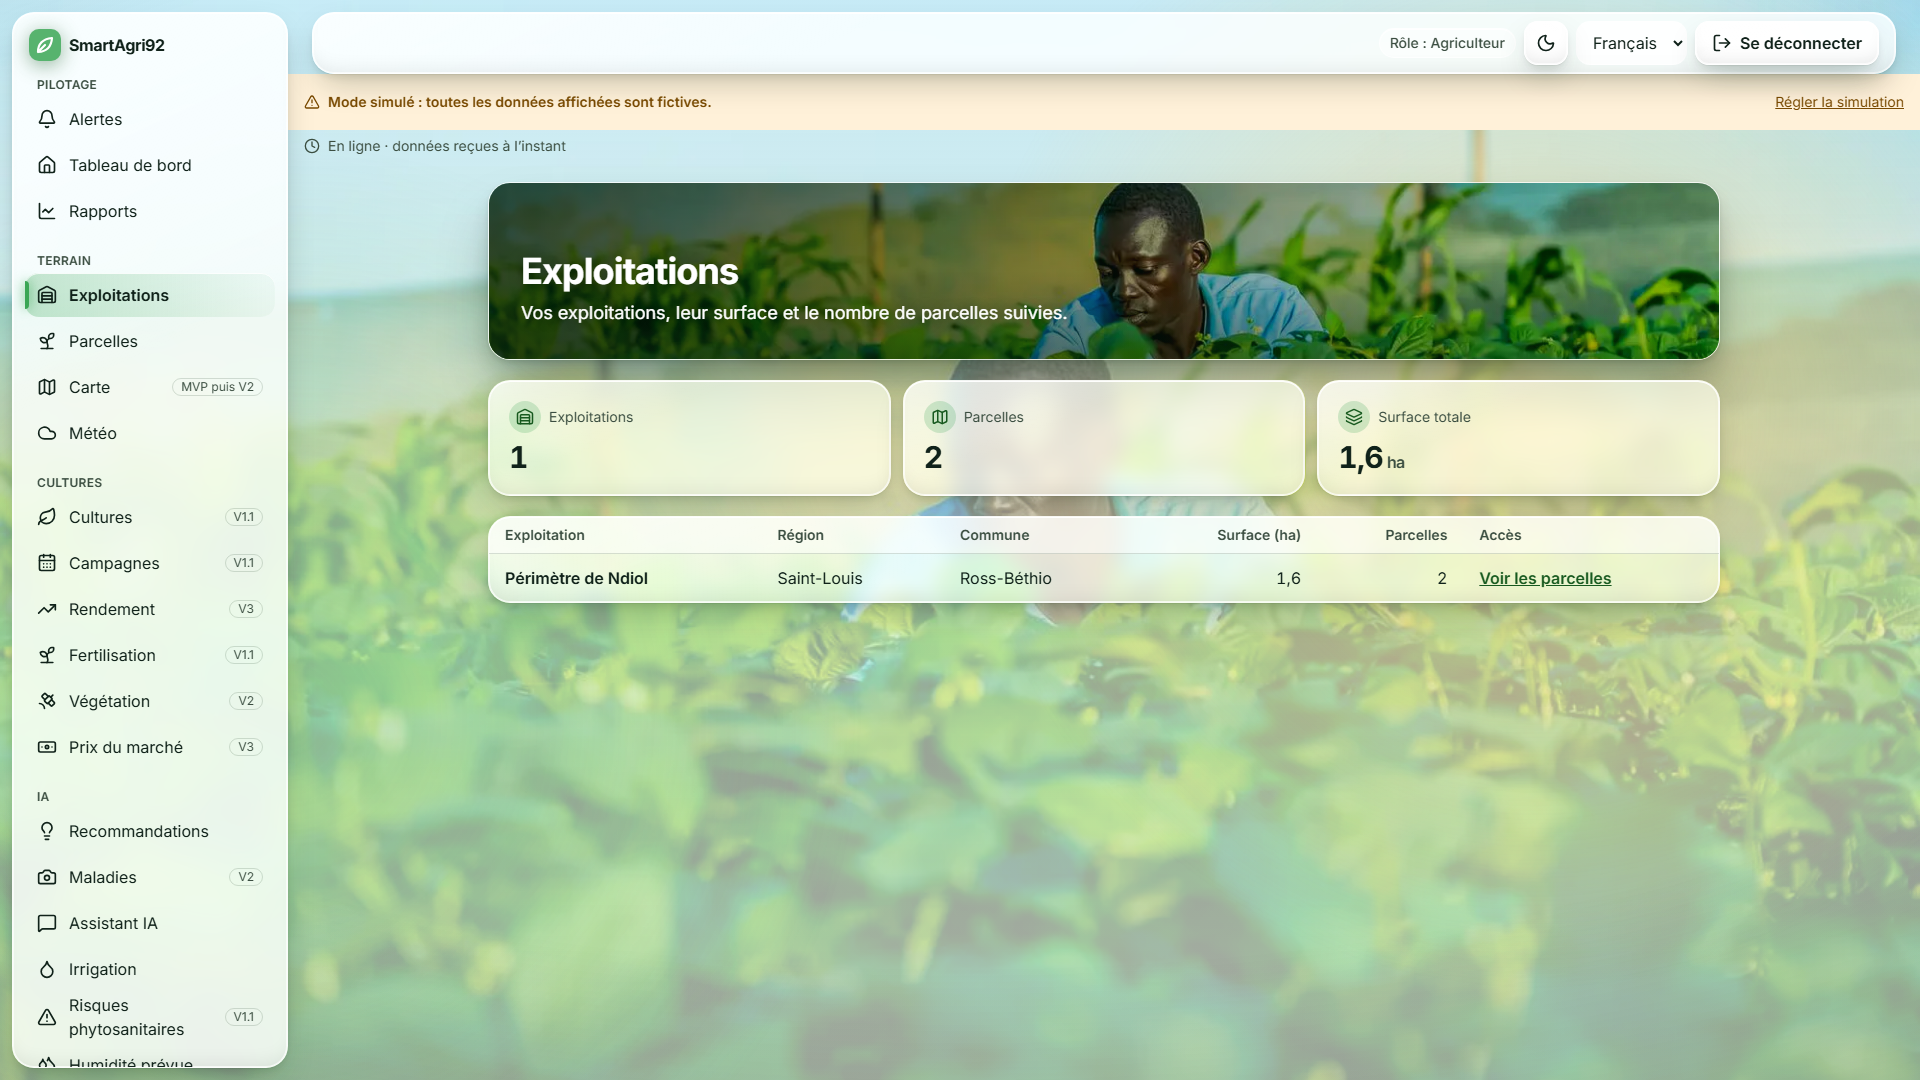 SmartAgri92
PILOTAGE
Alertes
Tableau de bord
Rapports
TERRAIN
Exploitations
Parcelles
Carte MVP puis V2
Météo
CULTURES
Cultures V1.1
Campagnes V1.1
Rendement V3
Fertilisation V1.1
Végétation V2
Prix du marché V3
IA
Recommandations
Maladies V2
Assistant IA
Irrigation
Risques
phytosanitaires V1.1
Humidité prévue
Rôle : Agriculteur Français Se déconnecter
Mode simulé : toutes les données affichées sont fictives. Régler la simulation
En ligne · données reçues à l’instant
Exploitations
Vos exploitations, leur surface et le nombre de parcelles suivies.
Exploitations
1
Parcelles
2
Surface totale
1,6 ha
Exploitation Région Commune Surface (ha) Parcelles Accès
Périmètre de Ndiol Saint-Louis Ross-Béthio 1,6 2 Voir les parcelles